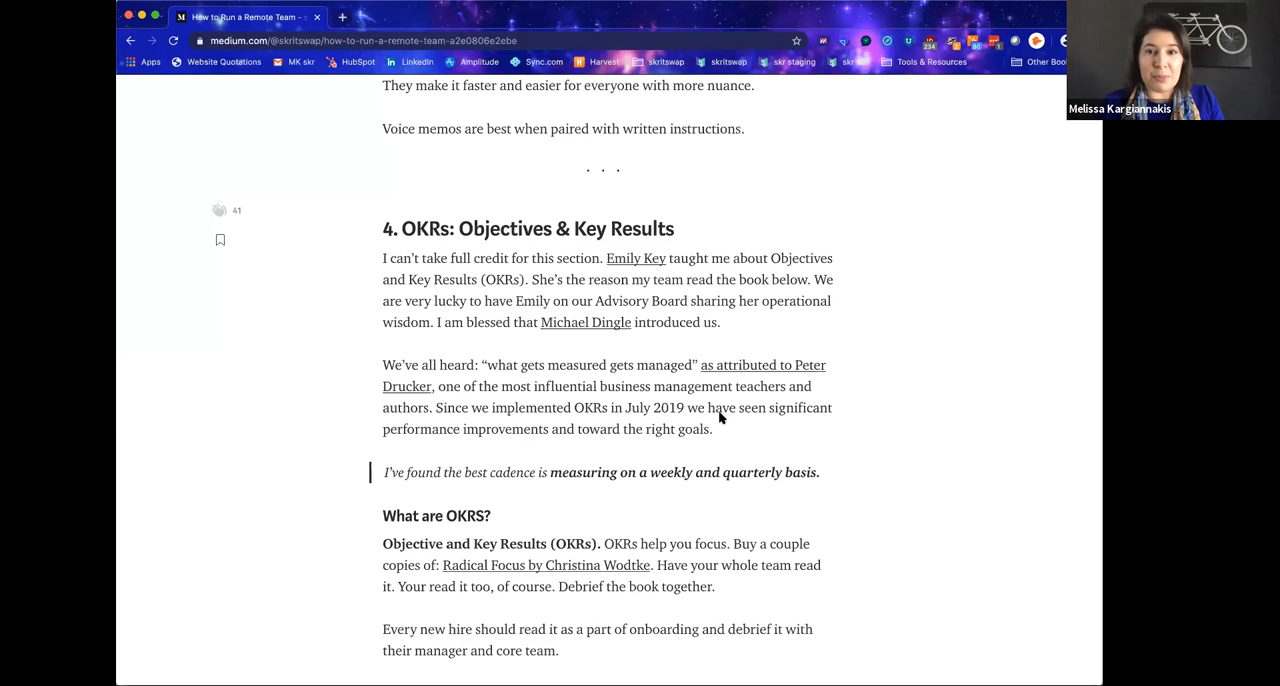 How to Run a Remote Team -
medium.com/@skritswap/how-to-run-a-remote-team-a2e0806e2ebe
234
80
1
Apps Website Quotations MK skr HubSpot LinkedIn Amplitude Sync.com Harvest skritswap skritswap skr staging skr Tools & Resources Other Boo
Melissa Kargiannakis
They make it faster and easier for everyone with more nuance.
Voice memos are best when paired with written instructions.
. . .
41
4. OKRs: Objectives & Key Results
I can’t take full credit for this section. Emily Key taught me about Objectives
and Key Results (OKRs). She’s the reason my team read the book below. We
are very lucky to have Emily on our Advisory Board sharing her operational
wisdom. I am blessed that Michael Dingle introduced us.
We’ve all heard: “what gets measured gets managed” as attributed to Peter
Drucker, one of the most influential business management teachers and
authors. Since we implemented OKRs in July 2019 we have seen significant
performance improvements and toward the right goals.
I’ve found the best cadence is measuring on a weekly and quarterly basis.
What are OKRS?
Objective and Key Results (OKRs). OKRs help you focus. Buy a couple
copies of: Radical Focus by Christina Wodtke. Have your whole team read
it. Your read it too, of course. Debrief the book together.
Every new hire should read it as a part of onboarding and debrief it with
their manager and core team.